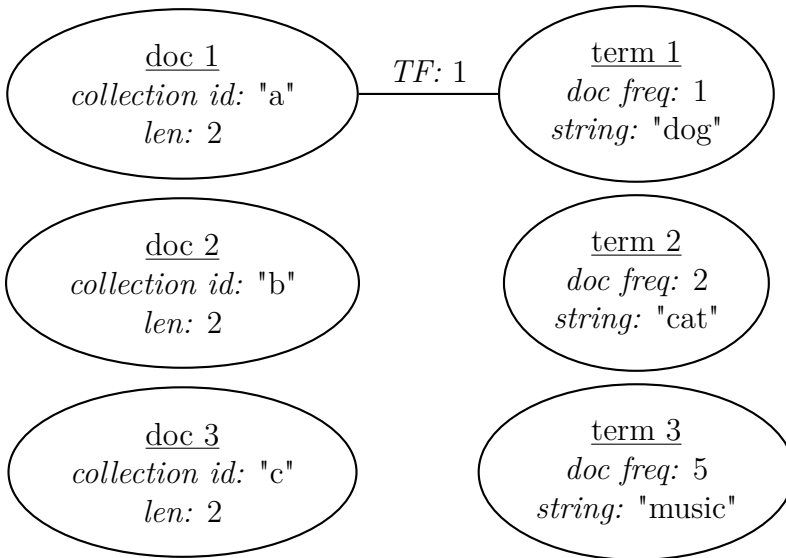 doc 1
collection id: "a"
len: 2
TF: 1
term 1
doc freq: 1
string: "dog"
doc 2
collection id: "b"
len: 2
term 2
doc freq: 2
string: "cat"
doc 3
collection id: "c"
len: 2
term 3
doc freq: 5
string: "music"